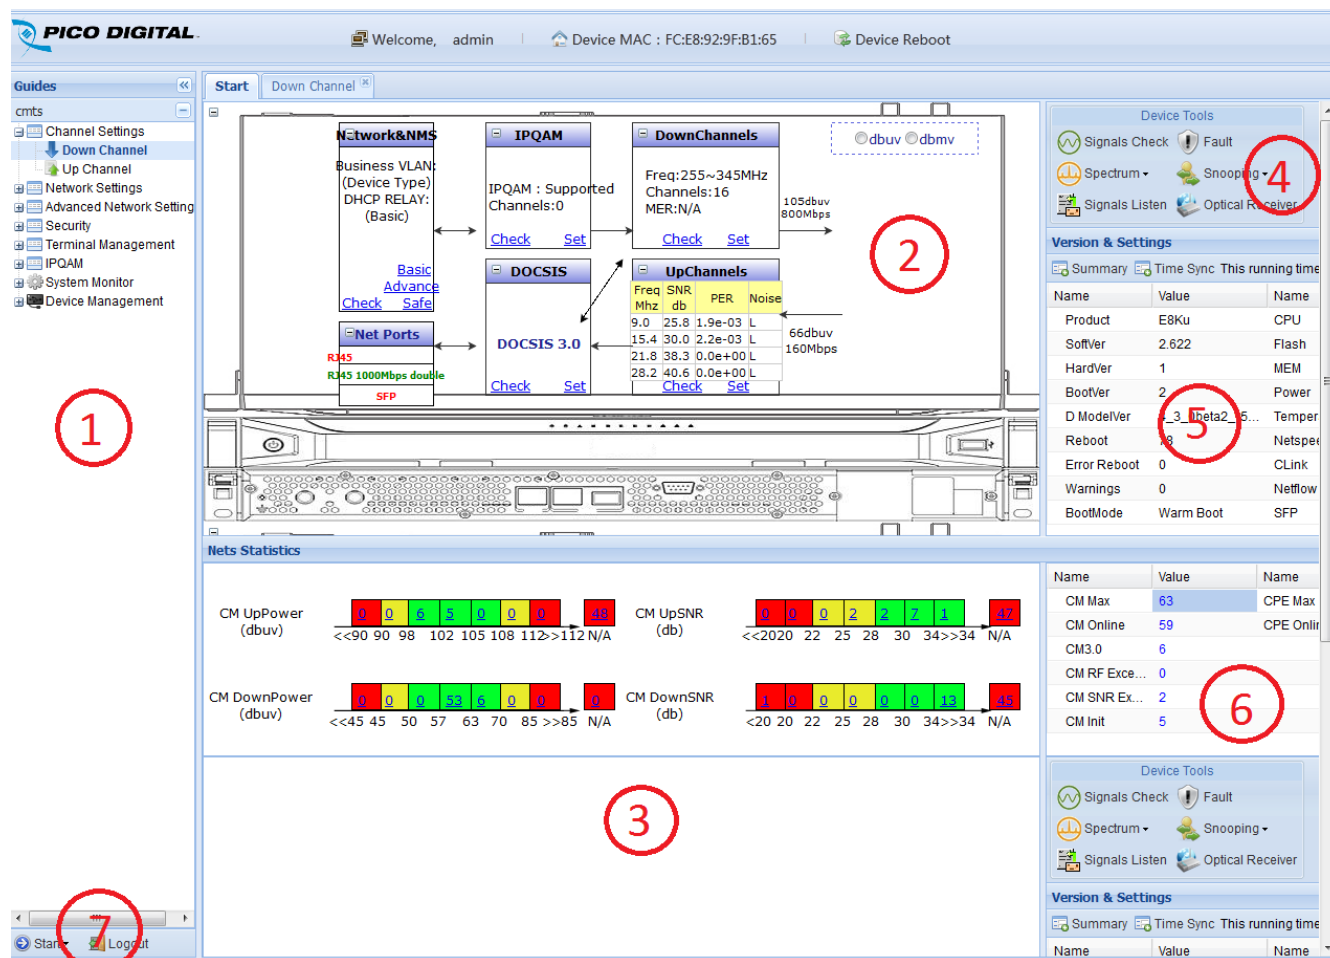 PICO DIGITAL
Welcome, admin
Device MAC : FC:E8:92:9F:B1:65
Device Reboot
Guides
cmts
Channel Settings
Down Channel
Up Channel
Network Settings
Advanced Network Setting
Security
Terminal Management
IPQAM
System Monitor
Device Management
1
Start Down Channel
Network&NMS
Business VLAN:
(Device Type)
DHCP RELAY:
(Basic)
Basic
Advance
Check Safe
Net Ports
RJ45
RJ45 1000Mbps double
SFP
IPQAM
IPQAM : Supported
Channels:0
Check Set
DOCSIS
DOCSIS 3.0
Check Set
DownChannels
Freq:255~345MHz
Channels:16
MER:N/A
Check Set
105dbuv
800Mbps
UpChannels
Freq Mhz SNR db PER Noise
9.0 25.8 1.9e-03 L
15.4 30.0 2.2e-03 L
21.8 38.3 0.0e+00 L
28.2 40.6 0.0e+00 L
Check Set
66dbuv
160Mbps
dbuv dbmv
2
Nets Statistics
CM UpPower
(dbuv)
0 0 6 5 0 0 0 48
<<90 90 98 102 105 108 112>>112 N/A
CM UpSNR
(db)
0 0 0 2 2 7 1 47
<<20 20 22 25 28 30 34>>34 N/A
CM DownPower
(dbuv)
0 0 0 53 6 0 0 0
<<45 45 50 57 63 70 85 >>85 N/A
CM DownSNR
(db)
1 0 0 0 0 0 13 45
<20 20 22 25 28 30 34>>34 N/A
3
Device Tools
Signals Check Fault
Spectrum Snooping
Signals Listen Optical Receiver
4
Version & Settings
Summary Time Sync This running time
Name Value Name
Product E8Ku CPU
SoftVer 2.622 Flash
HardVer 1 MEM
BootVer 2 Power
D ModelVer Temper
Reboot Netspee
Error Reboot 0 CLink
Warnings 0 Netflow
BootMode Warm Boot SFP
5
Name Value Name
CM Max 63 CPE Max
CM Online 59 CPE Onlin
CM3.0 6
CM RF Exce... 0
CM SNR Ex... 2
CM Init 5
6
Device Tools
Signals Check Fault
Spectrum Snooping
Signals Listen Optical Receiver
Version & Settings
Summary Time Sync This running time
Name Value Name
Start Logout
7